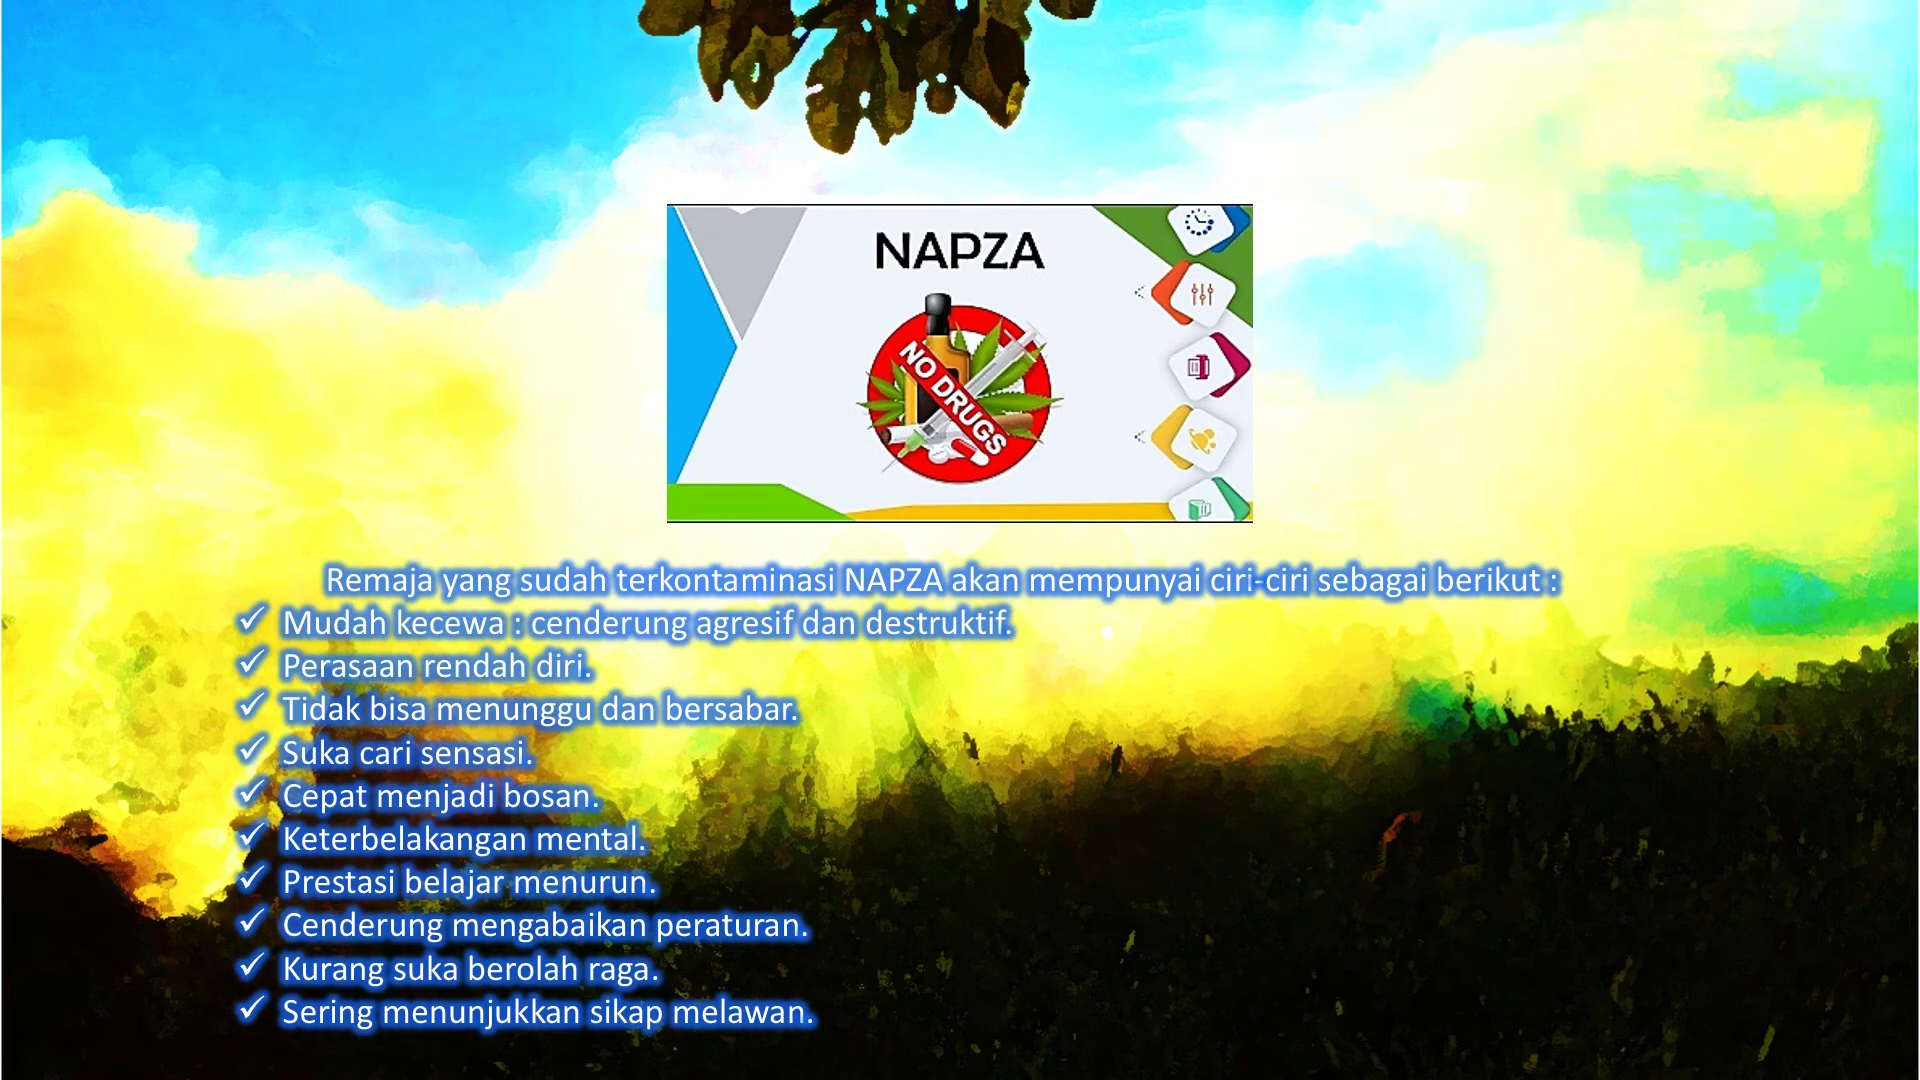 NAPZA
NO DRUGS
Remaja yang sudah terkontaminasi NAPZA akan mempunyai ciri-ciri sebagai berikut :
✓ Mudah kecewa : cenderung agresif dan destruktif.
✓ Perasaan rendah diri.
✓ Tidak bisa menunggu dan bersabar.
✓ Suka cari sensasi.
✓ Cepat menjadi bosan.
✓ Keterbelakangan mental.
✓ Prestasi belajar menurun.
✓ Cenderung mengabaikan peraturan.
✓ Kurang suka berolah raga.
✓ Sering menunjukkan sikap melawan.